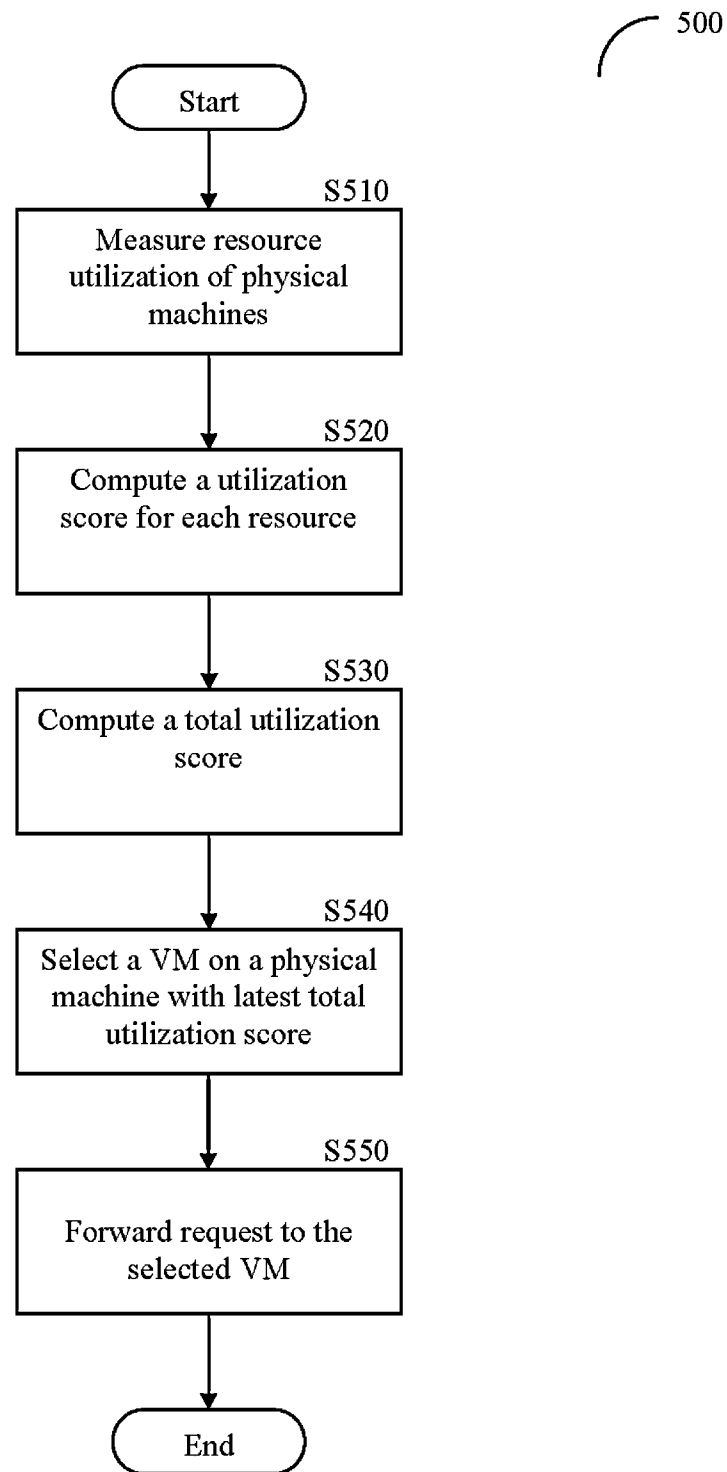 500
Start
S510
Measure resource
utilization of physical
machines
S520
Compute a utilization
score for each resource
S530
Compute a total utilization
score
S540
Select a VM on a physical
machine with latest total
utilization score
S550
Forward request to the
selected VM
End